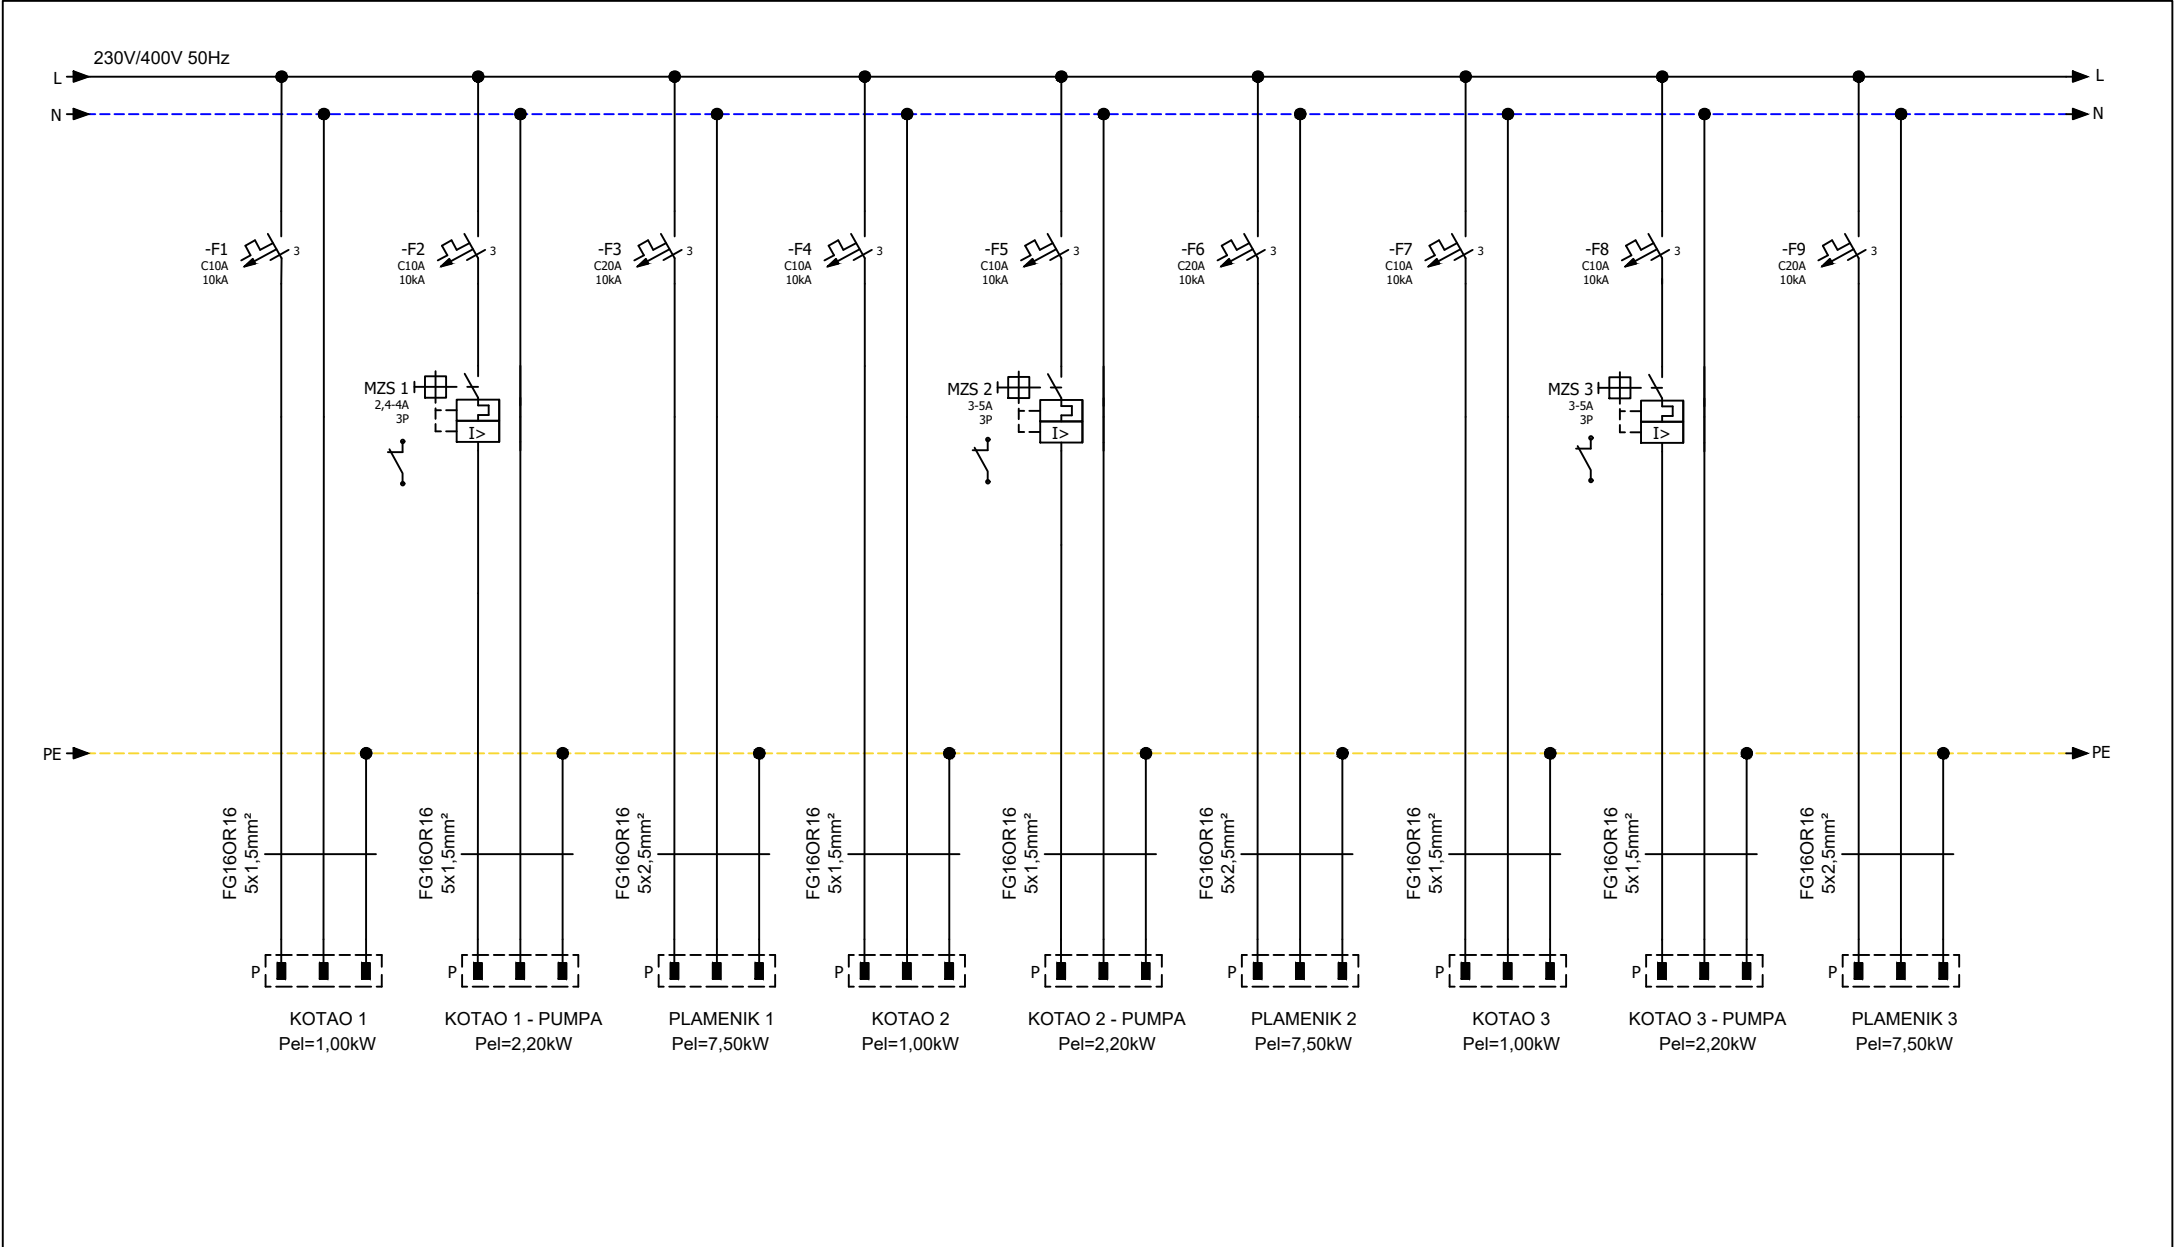 230V/400V 50Hz
L
L
N
N
-F1
C10A
10kA
3
-F2
C10A
10kA
3
-F3
C20A
10kA
3
-F4
C10A
10kA
3
-F5
C10A
10kA
3
-F6
C20A
10kA
3
-F7
C10A
10kA
3
-F8
C10A
10kA
3
-F9
C20A
10kA
3
MZS 1
2,4-4A
3P
I>
MZS 2
3-5A
3P
I>
MZS 3
3-5A
3P
I>
PE
PE
FG16OR16
5x1,5mm²
FG16OR16
5x1,5mm²
FG16OR16
5x2,5mm²
FG16OR16
5x1,5mm²
FG16OR16
5x1,5mm²
FG16OR16
5x2,5mm²
FG16OR16
5x1,5mm²
FG16OR16
5x1,5mm²
FG16OR16
5x2,5mm²
P
P
P
P
P
P
P
P
P
KOTAO 1
Pel=1,00kW
KOTAO 1 - PUMPA
Pel=2,20kW
PLAMENIK 1
Pel=7,50kW
KOTAO 2
Pel=1,00kW
KOTAO 2 - PUMPA
Pel=2,20kW
PLAMENIK 2
Pel=7,50kW
KOTAO 3
Pel=1,00kW
KOTAO 3 - PUMPA
Pel=2,20kW
PLAMENIK 3
Pel=7,50kW